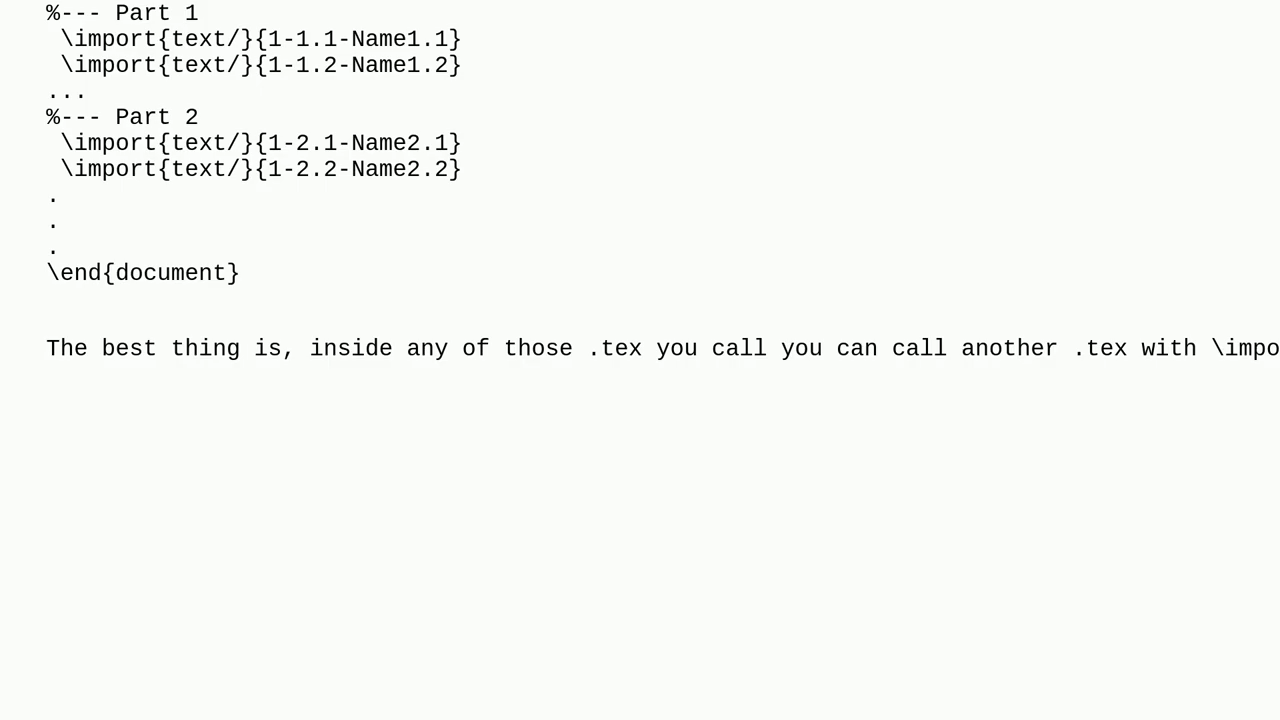 %--- Part 1
\import{text/}{1-1.1-Name1.1}
\import{text/}{1-1.2-Name1.2}
...
%--- Part 2
\import{text/}{1-2.1-Name2.1}
\import{text/}{1-2.2-Name2.2}
.
.
.
\end{document}
The best thing is, inside any of those .tex you call you can call another .tex with \impo